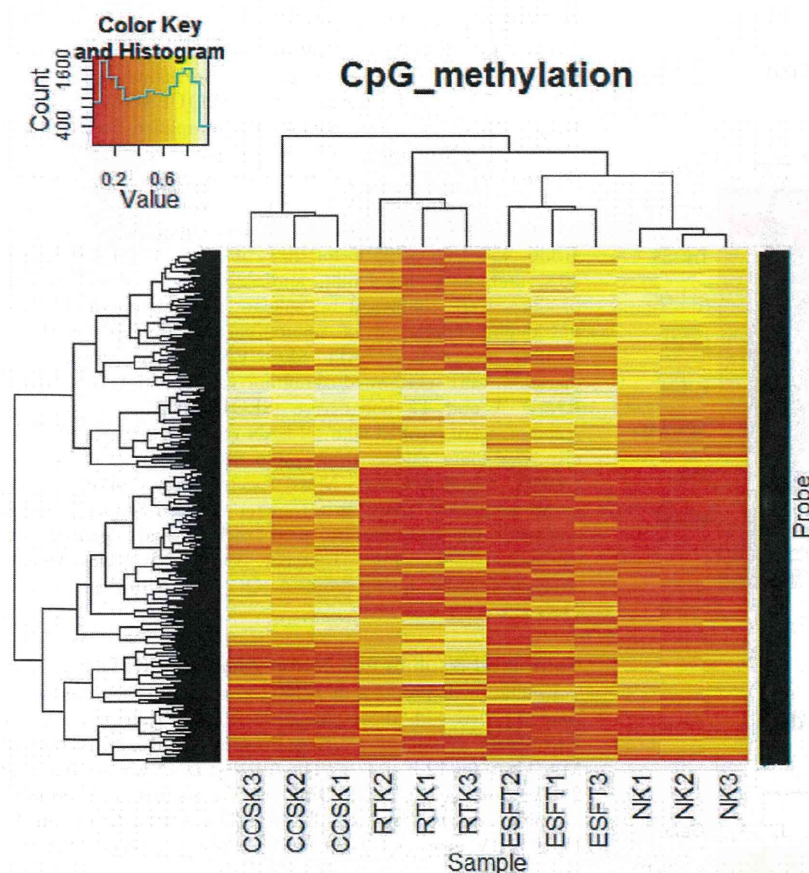 Color Key
and Histogram
Count
400
1600
0.2
0.6
Value
CpG_methylation
Probe
CCSK3
CCSK2
CCSK1
RTK2
RTK1
RTK3
ESFT2
ESFT1
ESFT3
NK1
NK2
NK3
Sample